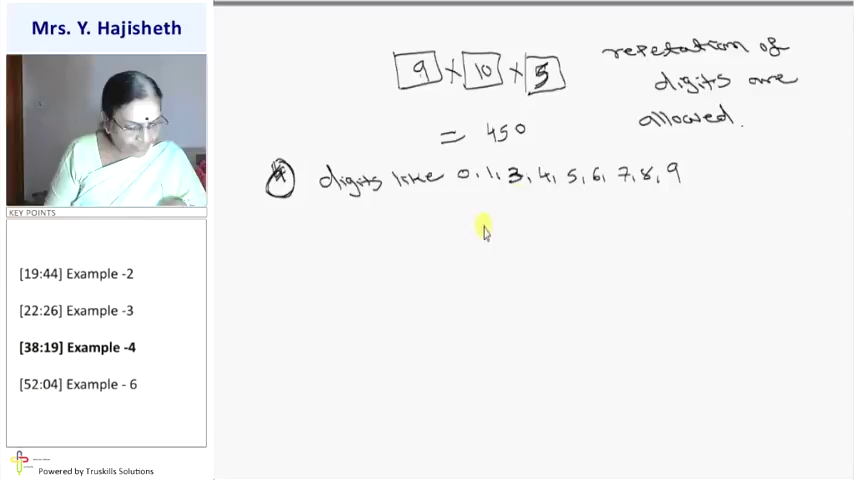 Mrs. Y. Hajisheth
KEY POINTS
[19:44] Example -2
[22:26] Example -3
[38:19] Example -4
[52:04] Example - 6
Powered by Truskills Solutions
9 × 10 × 5
= 450
repetation of
digits are
allowed.
* digits like 0, 1, 3, 4, 5, 6, 7, 8, 9